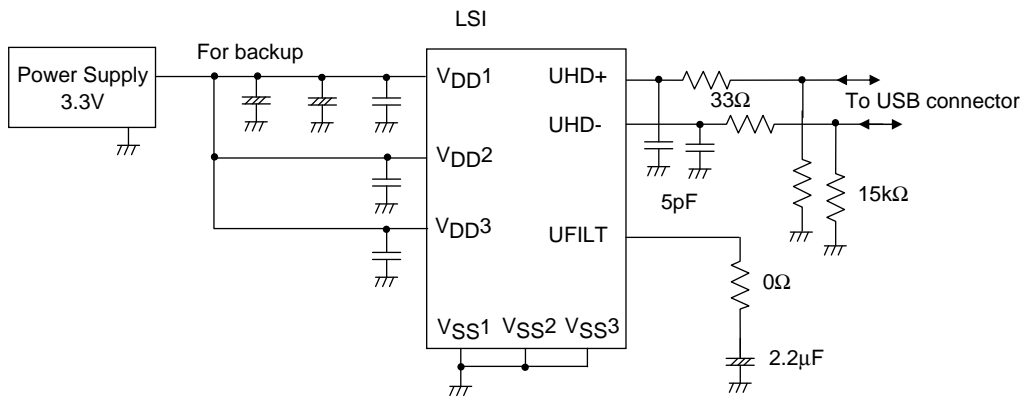 LSI
For backup
Power Supply
3.3V
VDD1
VDD2
VDD3
UHD+
UHD-
UFILT
33Ω
To USB connector
5pF
15kΩ
0Ω
2.2μF
VSS1
VSS2
VSS3